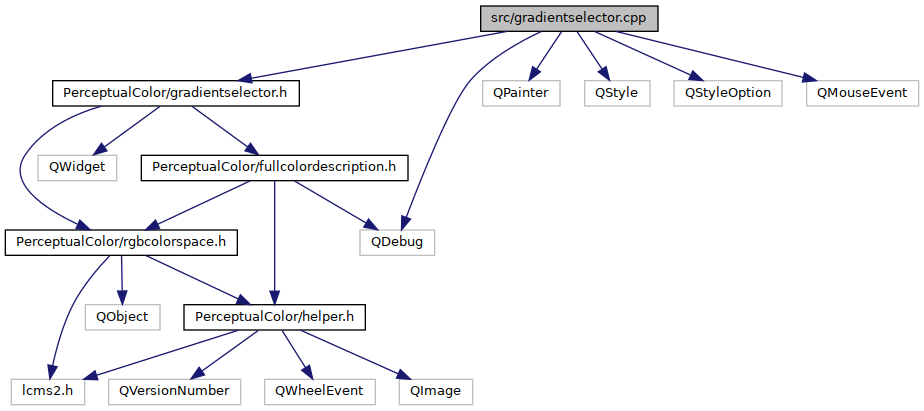 src/gradientselector.cpp
PerceptualColor/gradientselector.h
QPainter
QStyle
QStyleOption
QMouseEvent
QWidget
PerceptualColor/fullcolordescription.h
PerceptualColor/rgbcolorspace.h
QDebug
QObject
PerceptualColor/helper.h
lcms2.h
QVersionNumber
QWheelEvent
QImage